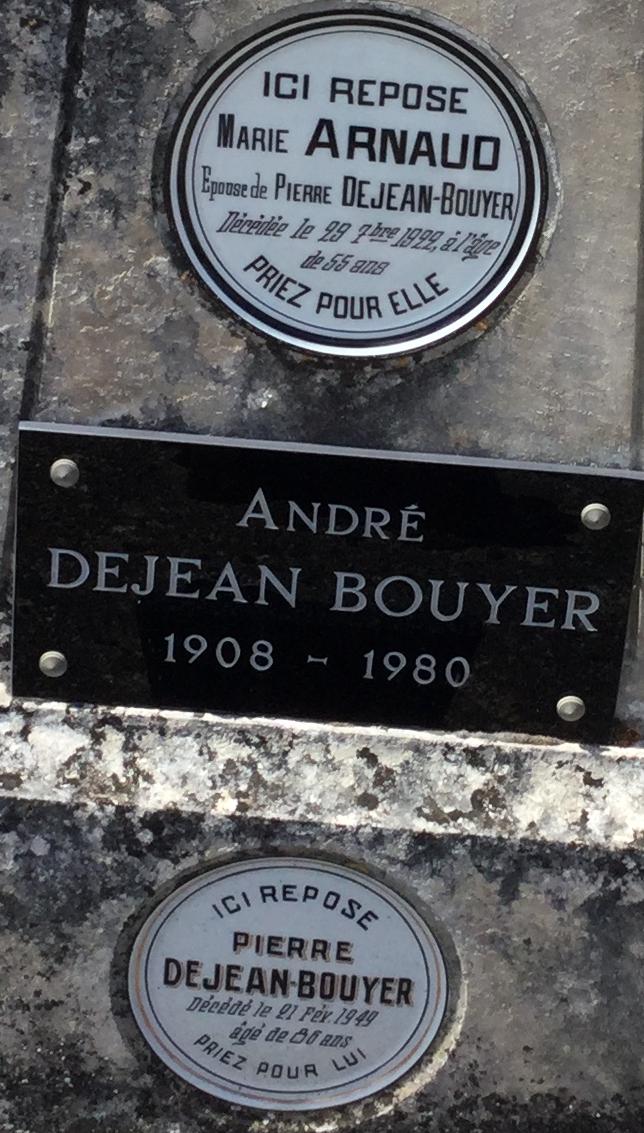 ICI REPOSE
MARIE ARNAUD
Epouse de PIERRE DEJEAN-BOUYER
Décédée le 29 7bre 1922, à l'âge
de 55 ans
PRIEZ POUR ELLE
ANDRÉ
DEJEAN BOUYER
1908 - 1980
ICI REPOSE
PIERRE
DEJEAN-BOUYER
Décédé le 21 Fév. 1949
âgé de 86 ans
PRIEZ POUR LUI